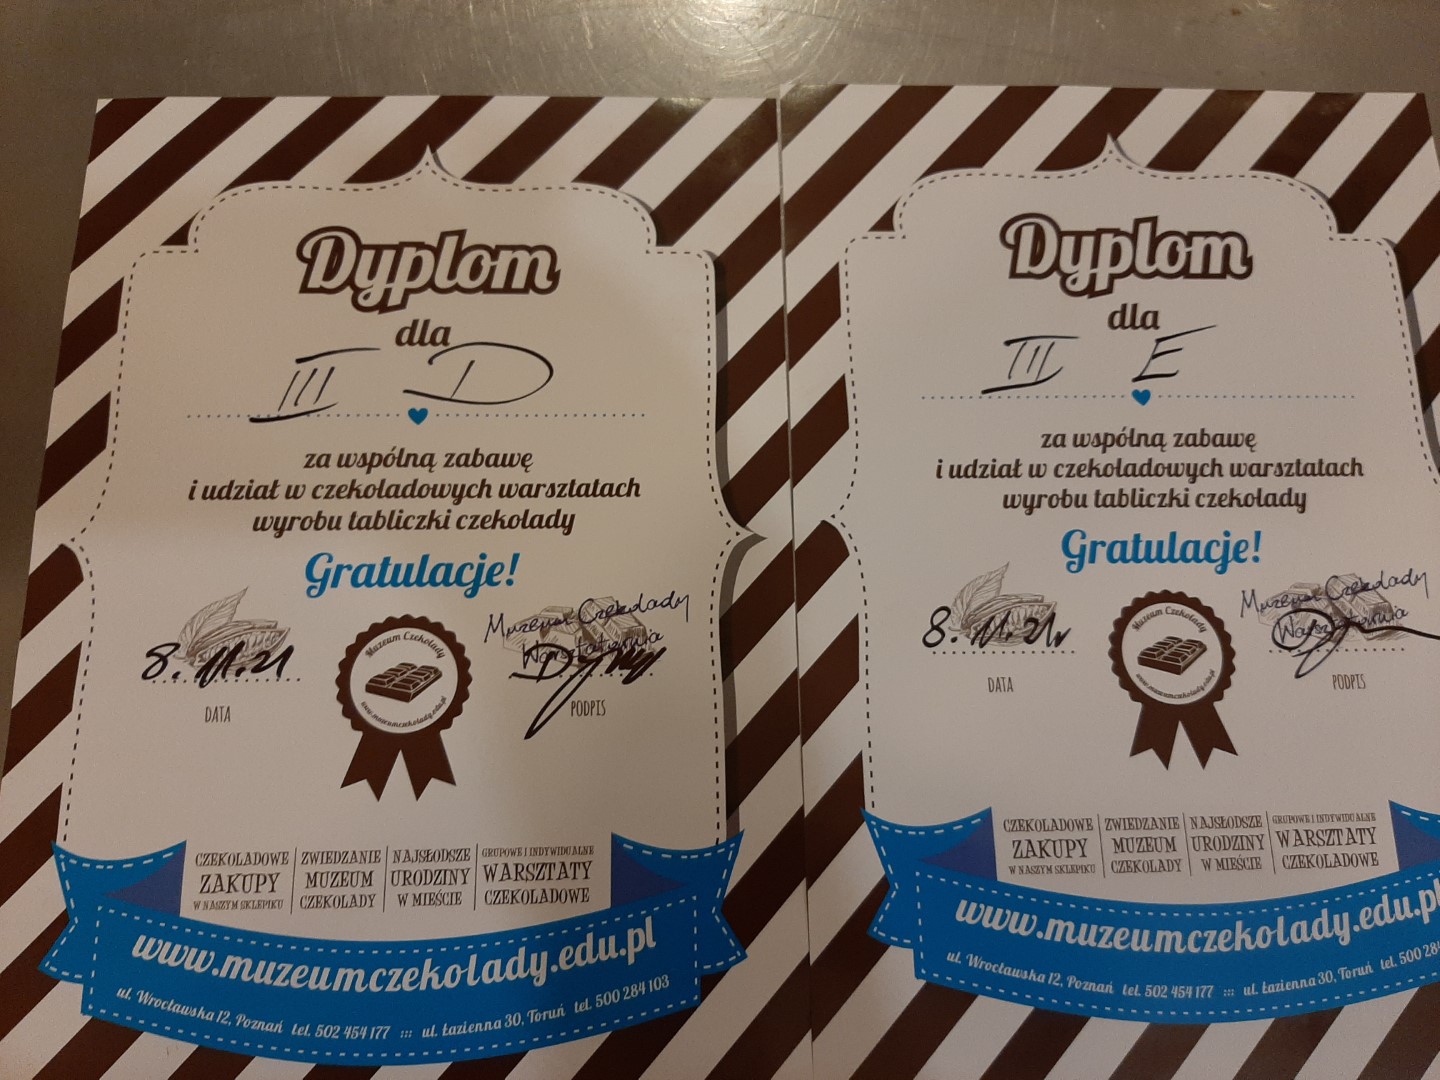 Dyplom
dla
III D
za wspólną zabawę
i udział w czekoladowych warsztatach
wyrobu tabliczki czekolady
Gratulacje!
8.11.21
DATA
Muzeum Czekolady
www.muzeumczekolady.edu.pl
Muzeum Czekolady
Warsztatownia
PODPIS
CZEKOLADOWE ZAKUPY W NASZYM SKLEPIKU
ZWIEDZANIE MUZEUM CZEKOLADY
NAJSŁODSZE URODZINY W MIEŚCIE
GRUPOWE I INDYWIDUALNE WARSZTATY CZEKOLADOWE
www.muzeumczekolady.edu.pl
ul. Wrocławska 12, Poznań tel. 502 454 177 ::: ul. Łazienna 30, Toruń tel. 500 284 103
Dyplom
dla
III E
za wspólną zabawę
i udział w czekoladowych warsztatach
wyrobu tabliczki czekolady
Gratulacje!
8.11.21r
DATA
Muzeum Czekolady
www.muzeumczekolady.edu.pl
Muzeum Czekolady
Warsztatownia
PODPIS
CZEKOLADOWE ZAKUPY W NASZYM SKLEPIKU
ZWIEDZANIE MUZEUM CZEKOLADY
NAJSŁODSZE URODZINY W MIEŚCIE
GRUPOWE I INDYWIDUALNE WARSZTATY CZEKOLADOWE
www.muzeumczekolady.edu.pl
ul. Wrocławska 12, Poznań tel. 502 454 177 ::: ul. Łazienna 30, Toruń tel. 500 28